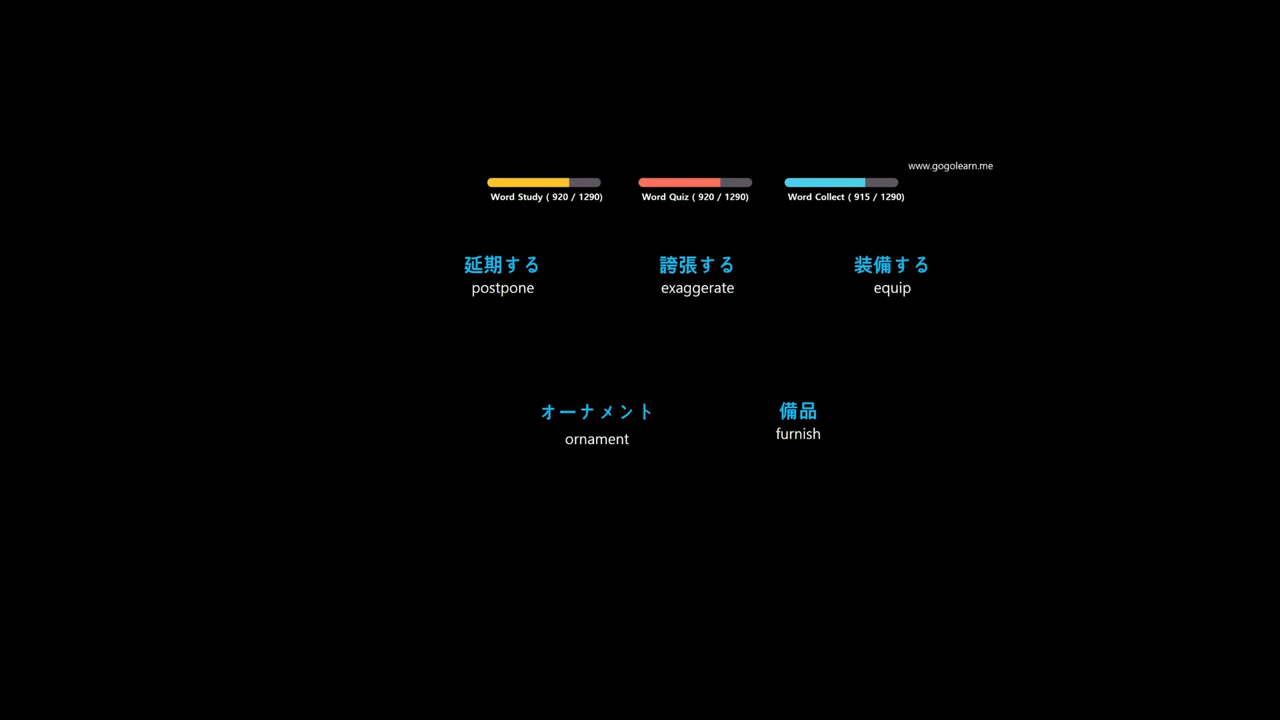 www.gogolearn.me
Word Study ( 920 / 1290)
Word Quiz ( 920 / 1290)
Word Collect ( 915 / 1290)
延期する
postpone
誇張する
exaggerate
装備する
equip
オーナメント
ornament
備品
furnish